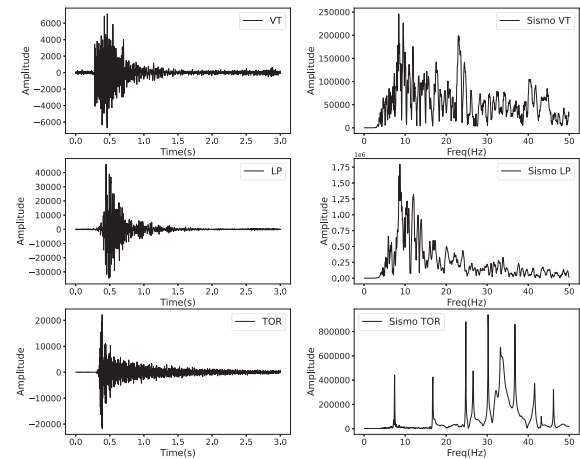 VT
6000
4000
2000
0
−2000
−4000
−6000
Amplitude
0.0 0.5 1.0 1.5 2.0 2.5 3.0
Time(s)
Sismo VT
250000
200000
150000
100000
50000
0
Amplitude
0 10 20 30 40 50
Freq(Hz)
LP
40000
30000
20000
10000
0
−10000
−20000
−30000
Amplitude
0.0 0.5 1.0 1.5 2.0 2.5 3.0
Time(s)
1e6
Sismo LP
1,75
1,50
1,25
1,00
0,75
0,50
0,25
0,00
Amplitude
0 10 20 30 40 50
Freq(Hz)
TOR
20000
10000
0
−10000
−20000
Amplitude
0.0 0.5 1.0 1.5 2.0 2.5 3.0
Time(s)
Sismo TOR
800000
600000
400000
200000
0
Amplitude
0 10 20 30 40 50
Freq(Hz)